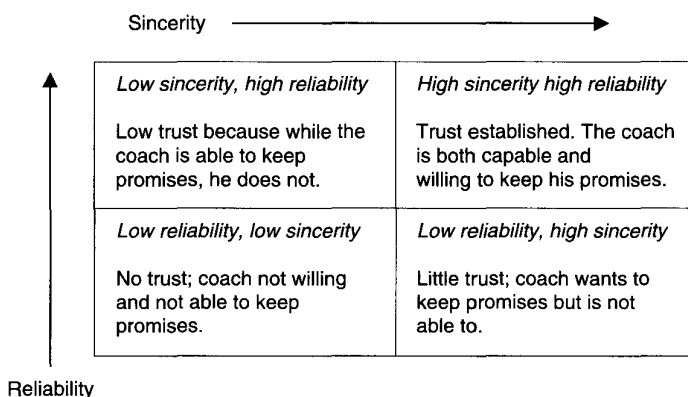 Sincerity
Low sincerity, high reliability
Low trust because while the
coach is able to keep
promises, he does not.
High sincerity high reliability
Trust established. The coach
is both capable and
willing to keep his promises.
Low reliability, low sincerity
No trust; coach not willing
and not able to keep
promises.
Low reliability, high sincerity
Little trust; coach wants to
keep promises but is not
able to.
Reliability